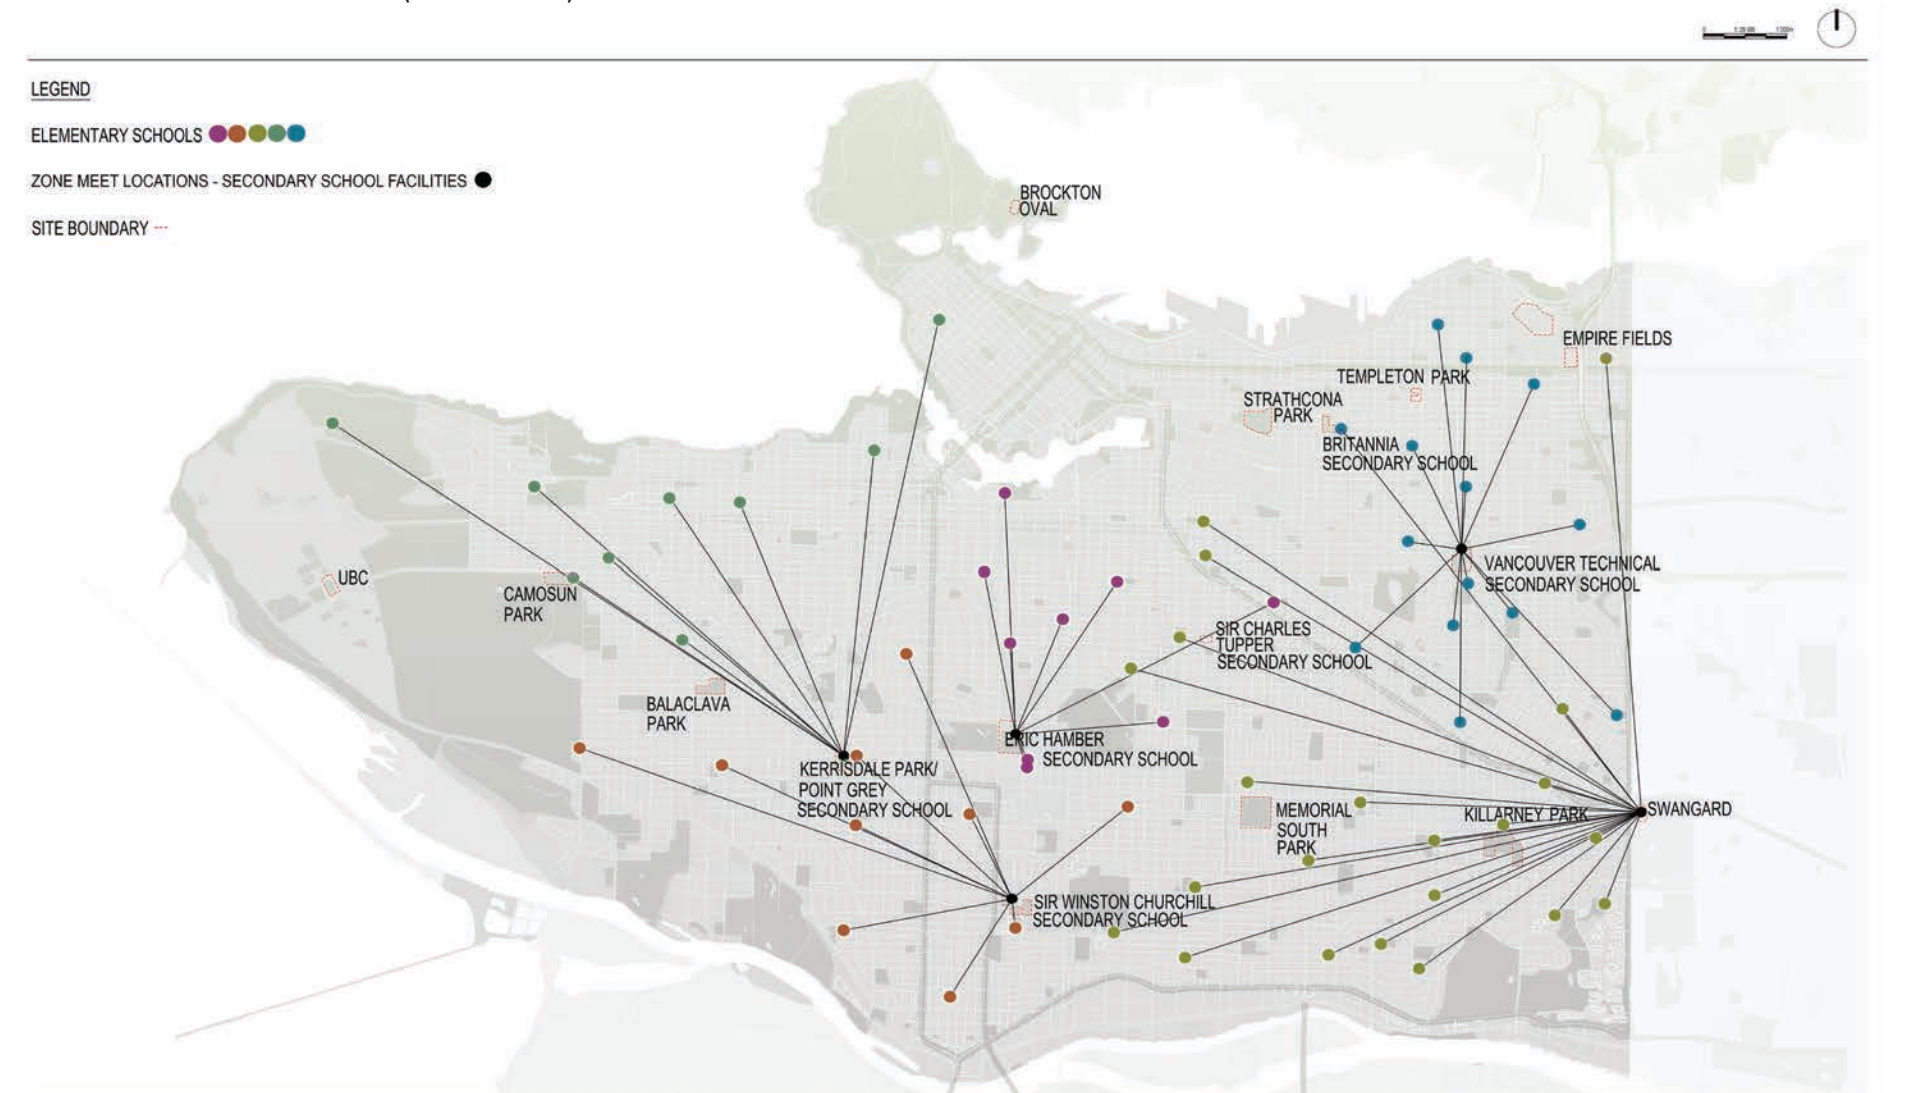 LEGEND
ELEMENTARY SCHOOLS
ZONE MEET LOCATIONS - SECONDARY SCHOOL FACILITIES
SITE BOUNDARY
BROCKTON
OVAL
EMPIRE FIELDS
TEMPLETON PARK
STRATHCONA
PARK
BRITANNIA
SECONDARY SCHOOL
VANCOUVER TECHNICAL
SECONDARY SCHOOL
UBC
CAMOSUN
PARK
SIR CHARLES
TUPPER
SECONDARY SCHOOL
BALACLAVA
PARK
ERIC HAMBER
SECONDARY SCHOOL
KERRISDALE PARK/
POINT GREY
SECONDARY SCHOOL
MEMORIAL
SOUTH
PARK
KILLARNEY PARK
SWANGARD
SIR WINSTON CHURCHILL
SECONDARY SCHOOL